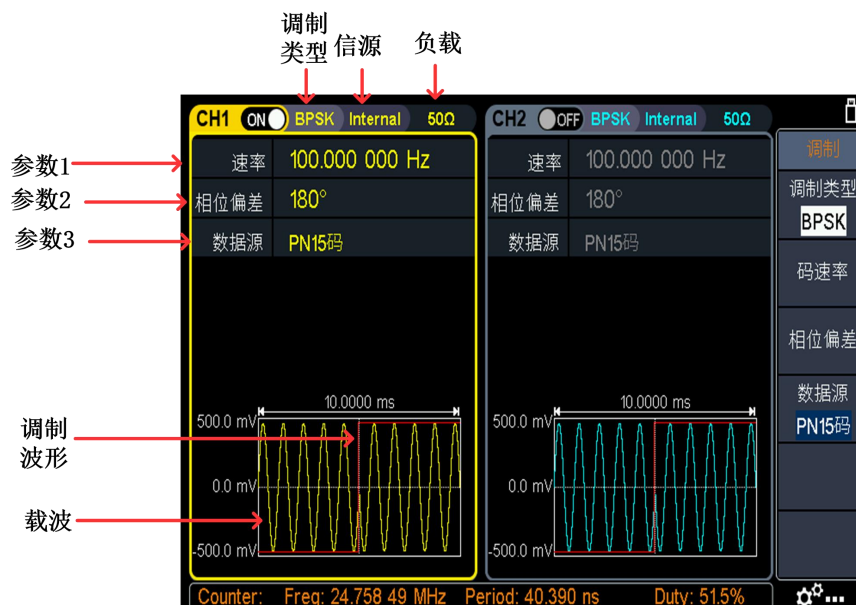 调制
类型
信源
负载
CH1 ON BPSK Internal 50Ω
CH2 OFF BPSK Internal 50Ω
调制
参数1
速率 100.000 000 Hz
速率 100.000 000 Hz
调制类型
BPSK
参数2
相位偏差 180°
相位偏差 180°
参数3
数据源 PN15码
数据源 PN15码
码速率
相位偏差
数据源
PN15码
10.0000 ms
10.0000 ms
500.0 mV
500.0 mV
调制
波形
0.0 mV
0.0 mV
载波
-500.0 mV
-500.0 mV
Counter: Freq: 24.758 49 MHz Period: 40.390 ns Duty: 51.5%